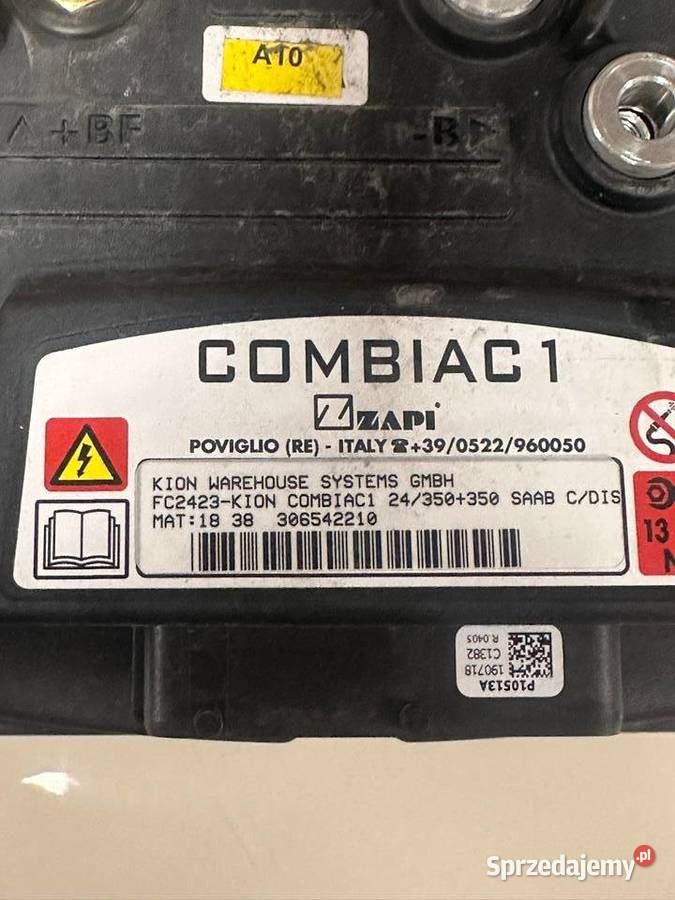 A10
+BF
-B
COMBIAC1
ZAPI
POVIGLIO (RE) - ITALY ☎+39/0522/960050
KION WAREHOUSE SYSTEMS GMBH
FC2423-KION COMBIAC1 24/350+350 SAAB C/DIS
MAT:18 38 306542210
13
P10513A
190718
C1382
R.0405
Sprzedajemy.pl